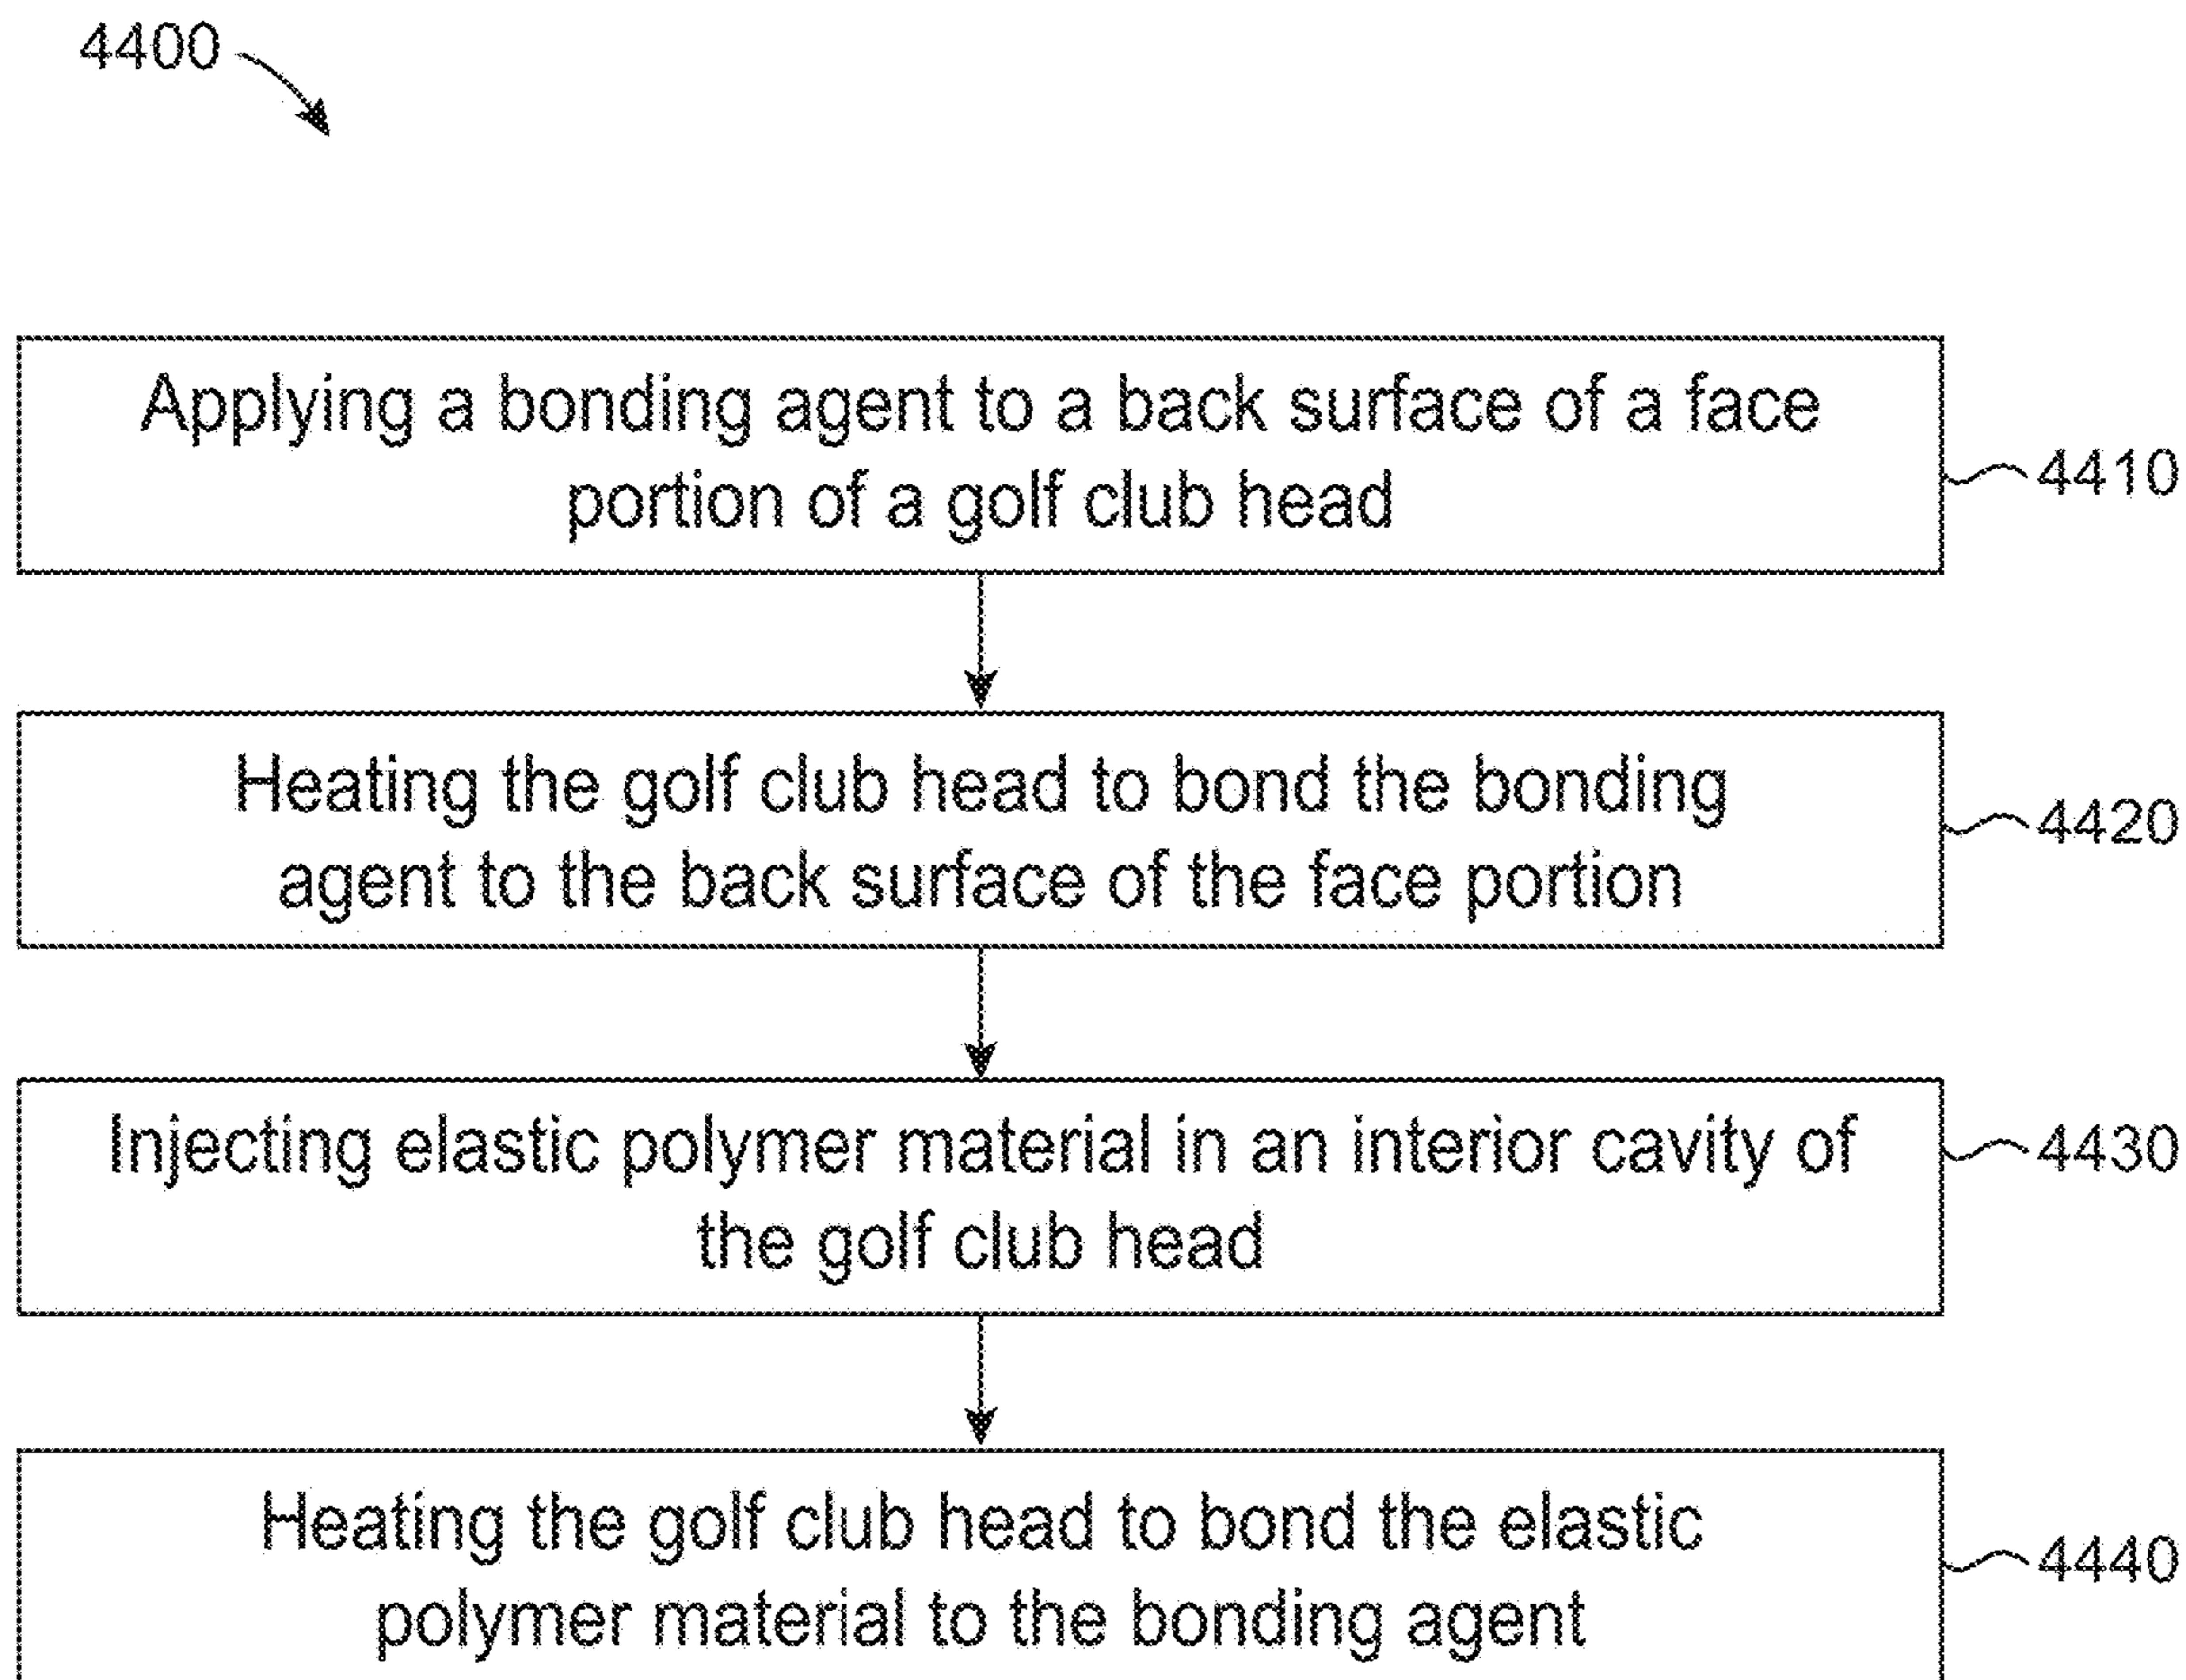 4400
Applying a bonding agent to a back surface of a face
portion of a golf club head
4410
Heating the golf club head to bond the bonding
agent to the back surface of the face portion
4420
Injecting elastic polymer material in an interior cavity of
the golf club head
4430
Heating the golf club head to bond the elastic
polymer material to the bonding agent
4440